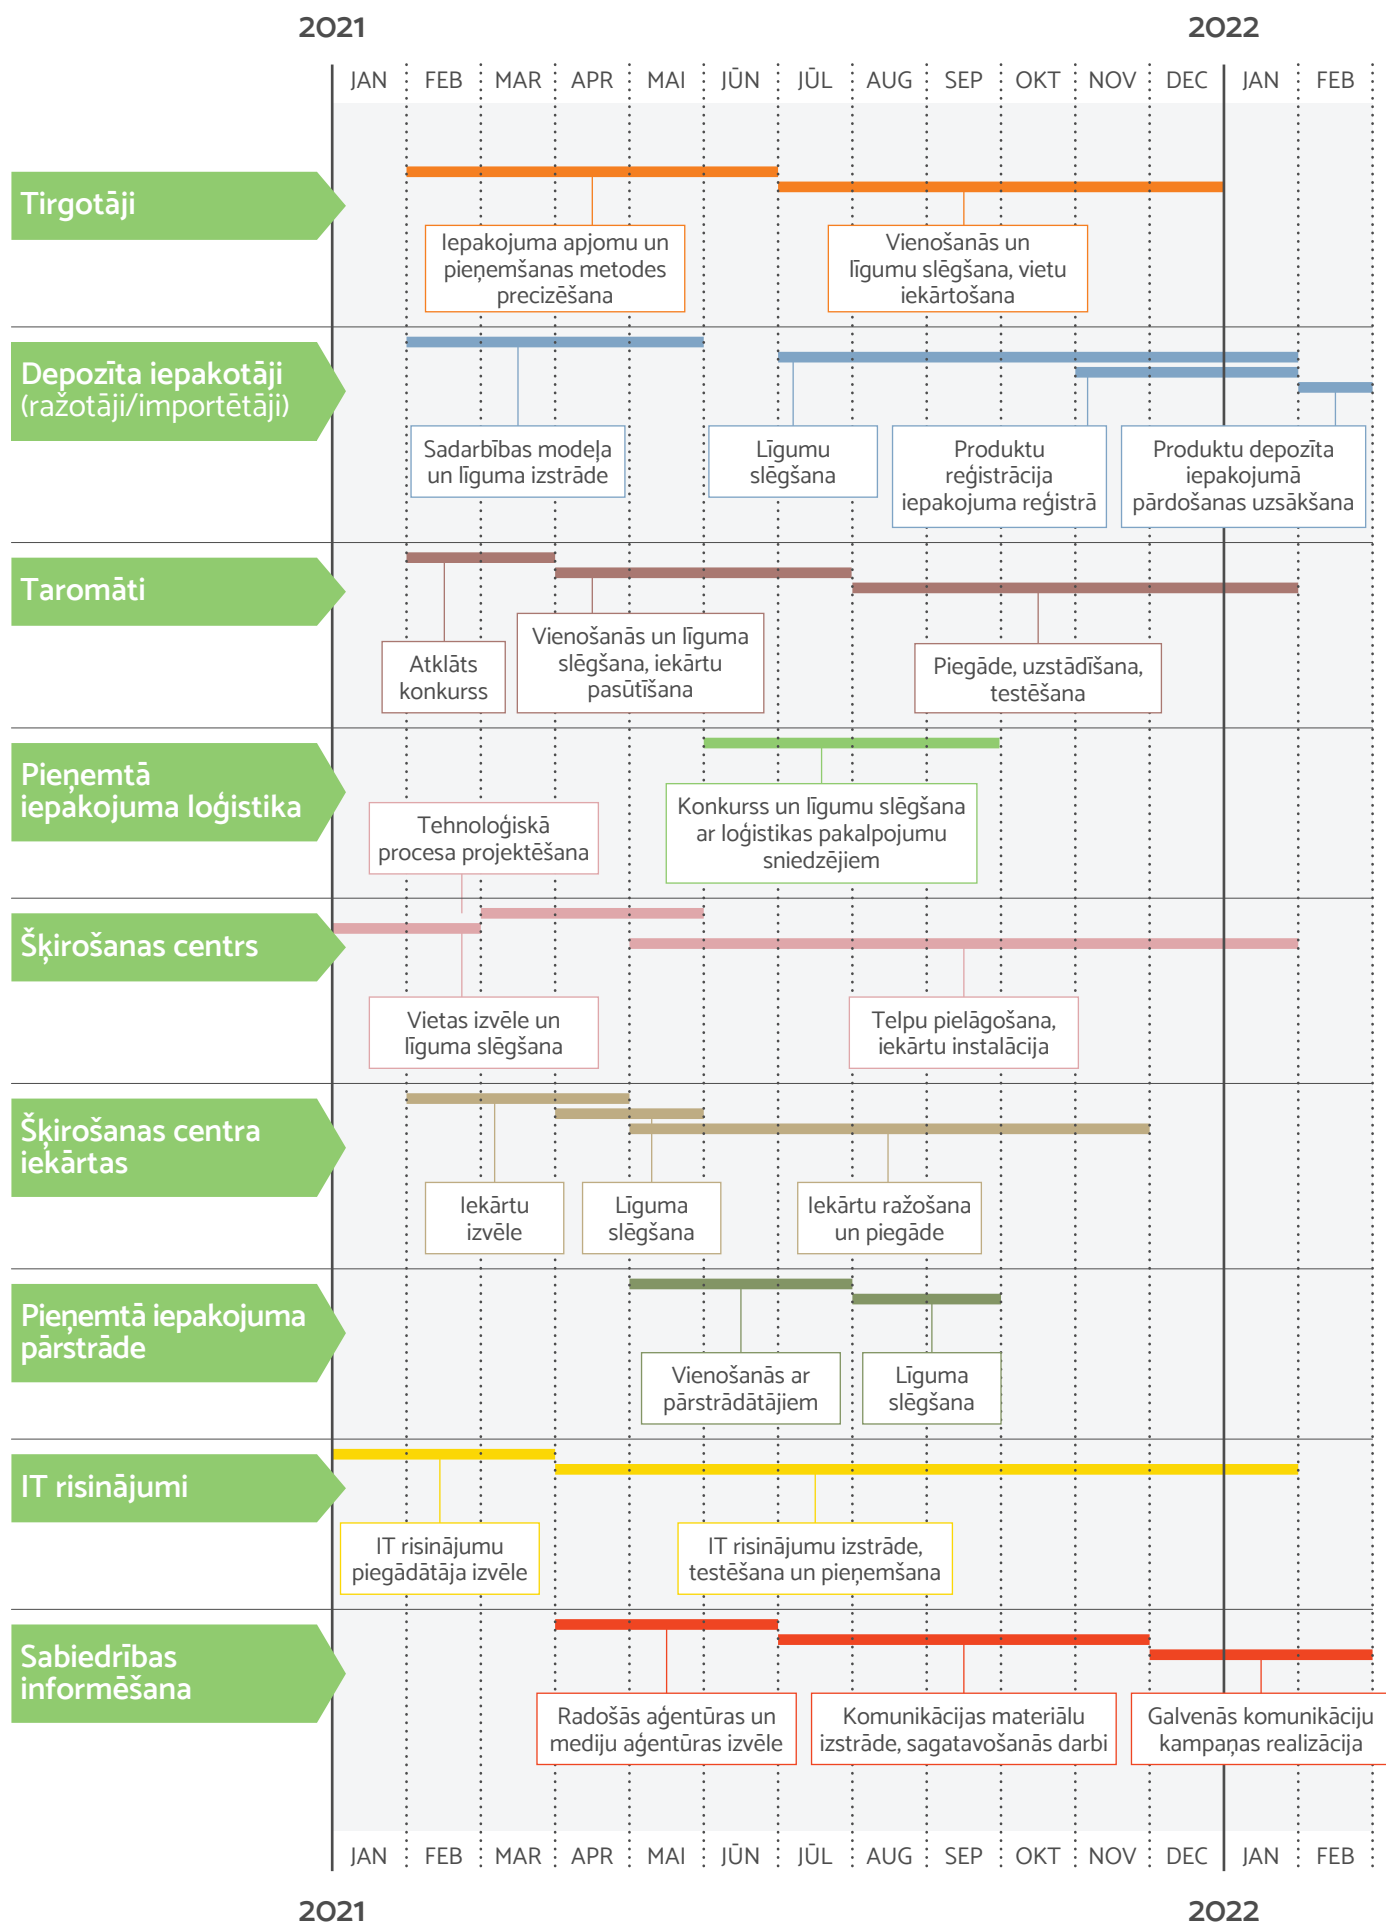 2021
2022
JAN
FEB
MAR
APR
MAI
JŪN
JŪL
AUG
SEP
OKT
NOV
DEC
JAN
FEB
Tirgotāji
Iepakojuma apjomu un
pieņemšanas metodes
precizēšana
Vienošanās un
līgumu slēgšana, vietu
iekārtošana
Depozīta iepakotāji
(ražotāji/importētāji)
Sadarbības modeļa
un līguma izstrāde
Līgumu
slēgšana
Produktu
reģistrācija
iepakojuma reģistrā
Produktu depozīta
iepakojumā
pārdošanas uzsākšana
Taromāti
Atklāts
konkurss
Vienošanās un līguma
slēgšana, iekārtu
pasūtīšana
Piegāde, uzstādīšana,
testēšana
Pieņemtā
iepakojuma loģistika
Konkurss un līgumu slēgšana
ar loģistikas pakalpojumu
sniedzējiem
Tehnoloģiskā
procesa projektēšana
Šķirošanas centrs
Vietas izvēle un
līguma slēgšana
Telpu pielāgošana,
iekārtu instalācija
Šķirošanas centra
iekārtas
Iekārtu
izvēle
Līguma
slēgšana
Iekārtu ražošana
un piegāde
Pieņemtā iepakojuma
pārstrāde
Vienošanās ar
pārstrādātājiem
Līguma
slēgšana
IT risinājumi
IT risinājumu
piegādātāja izvēle
IT risinājumu izstrāde,
testēšana un pieņemšana
Sabiedrības
informēšana
Radošās aģentūras un
mediju aģentūras izvēle
Komunikācijas materiālu
izstrāde, sagatavošanās darbi
Galvenās komunikāciju
kampaņas realizācija
JAN
FEB
MAR
APR
MAI
JŪN
JŪL
AUG
SEP
OKT
NOV
DEC
JAN
FEB
2021
2022